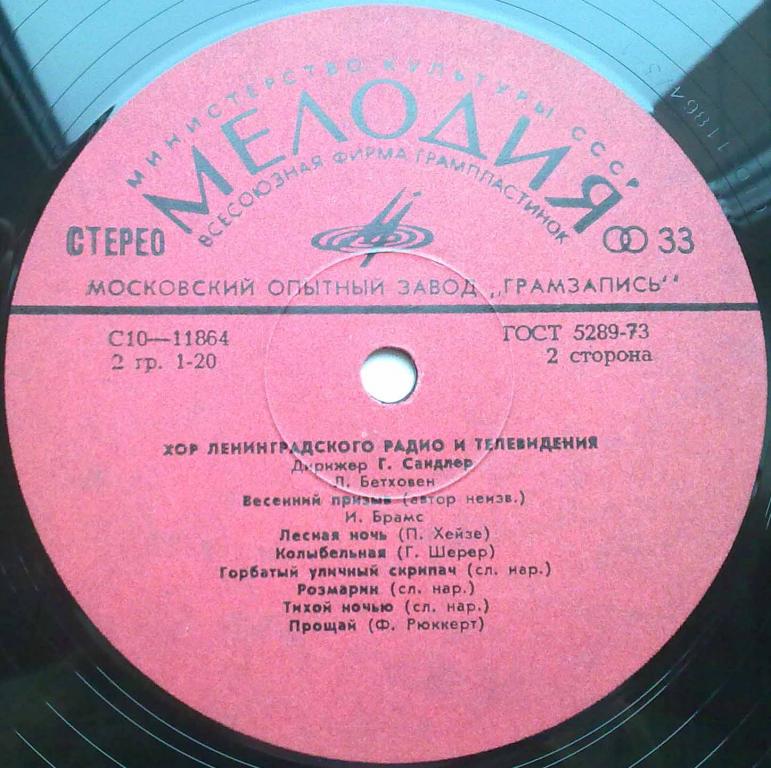 МИНИСТЕРСТВО КУЛЬТУРЫ СССР
МЕЛОДИЯ
ВСЕСОЮЗНАЯ ФИРМА ГРАМПЛАСТИНОК
СТЕРЕО
33
МОСКОВСКИЙ ОПЫТНЫЙ ЗАВОД „ГРАМЗАПИСЬ"
С10—11864
ГОСТ 5289-73
2 гр. 1-20
2 сторона
ХОР ЛЕНИНГРАДСКОГО РАДИО И ТЕЛЕВИДЕНИЯ
Дирижер Г. Сандлер
Л. Бетховен
Весенний призыв (автор неизв.)
И. Брамс
Лесная ночь (П. Хейзе)
Колыбельная (Г. Шерер)
Горбатый уличный скрипач (сл. нар.)
Розмарин (сл. нар.)
Тихой ночью (сл. нар.)
Прощай (Ф. Рюккерт)